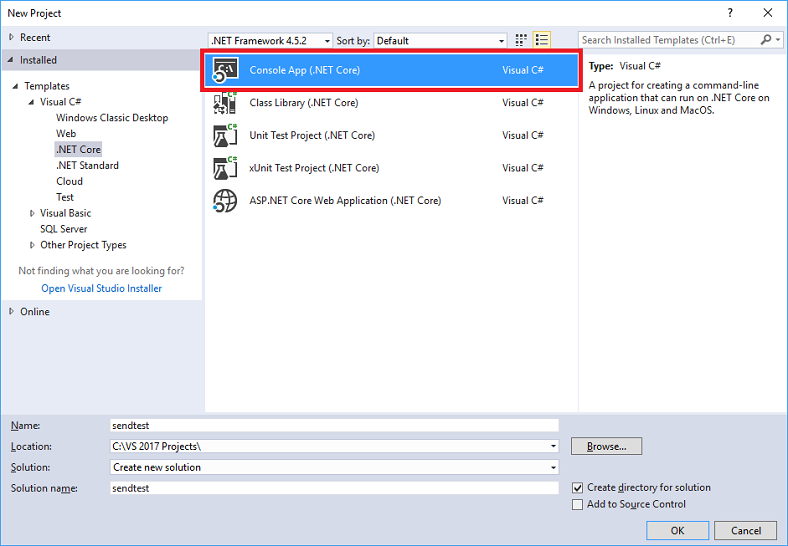 New Project
?
Recent
.NET Framework 4.5.2
Sort by:
Default
Search Installed Templates (Ctrl+E)
Installed
Templates
Visual C#
Windows Classic Desktop
Web
.NET Core
.NET Standard
Cloud
Test
Visual Basic
SQL Server
Other Project Types
Not finding what you are looking for?
Open Visual Studio Installer
Online
C:\
Console App (.NET Core)
Visual C#
C#
Class Library (.NET Core)
Visual C#
C#
Unit Test Project (.NET Core)
Visual C#
C#
xUnit Test Project (.NET Core)
Visual C#
ASP.NET Core Web Application (.NET Core)
Visual C#
Type: Visual C#
A project for creating a command-line
application that can run on .NET Core on
Windows, Linux and MacOS.
Name:
sendtest
Location:
C:\VS 2017 Projects\
Browse...
Solution:
Create new solution
Solution name:
sendtest
Create directory for solution
Add to Source Control
OK
Cancel